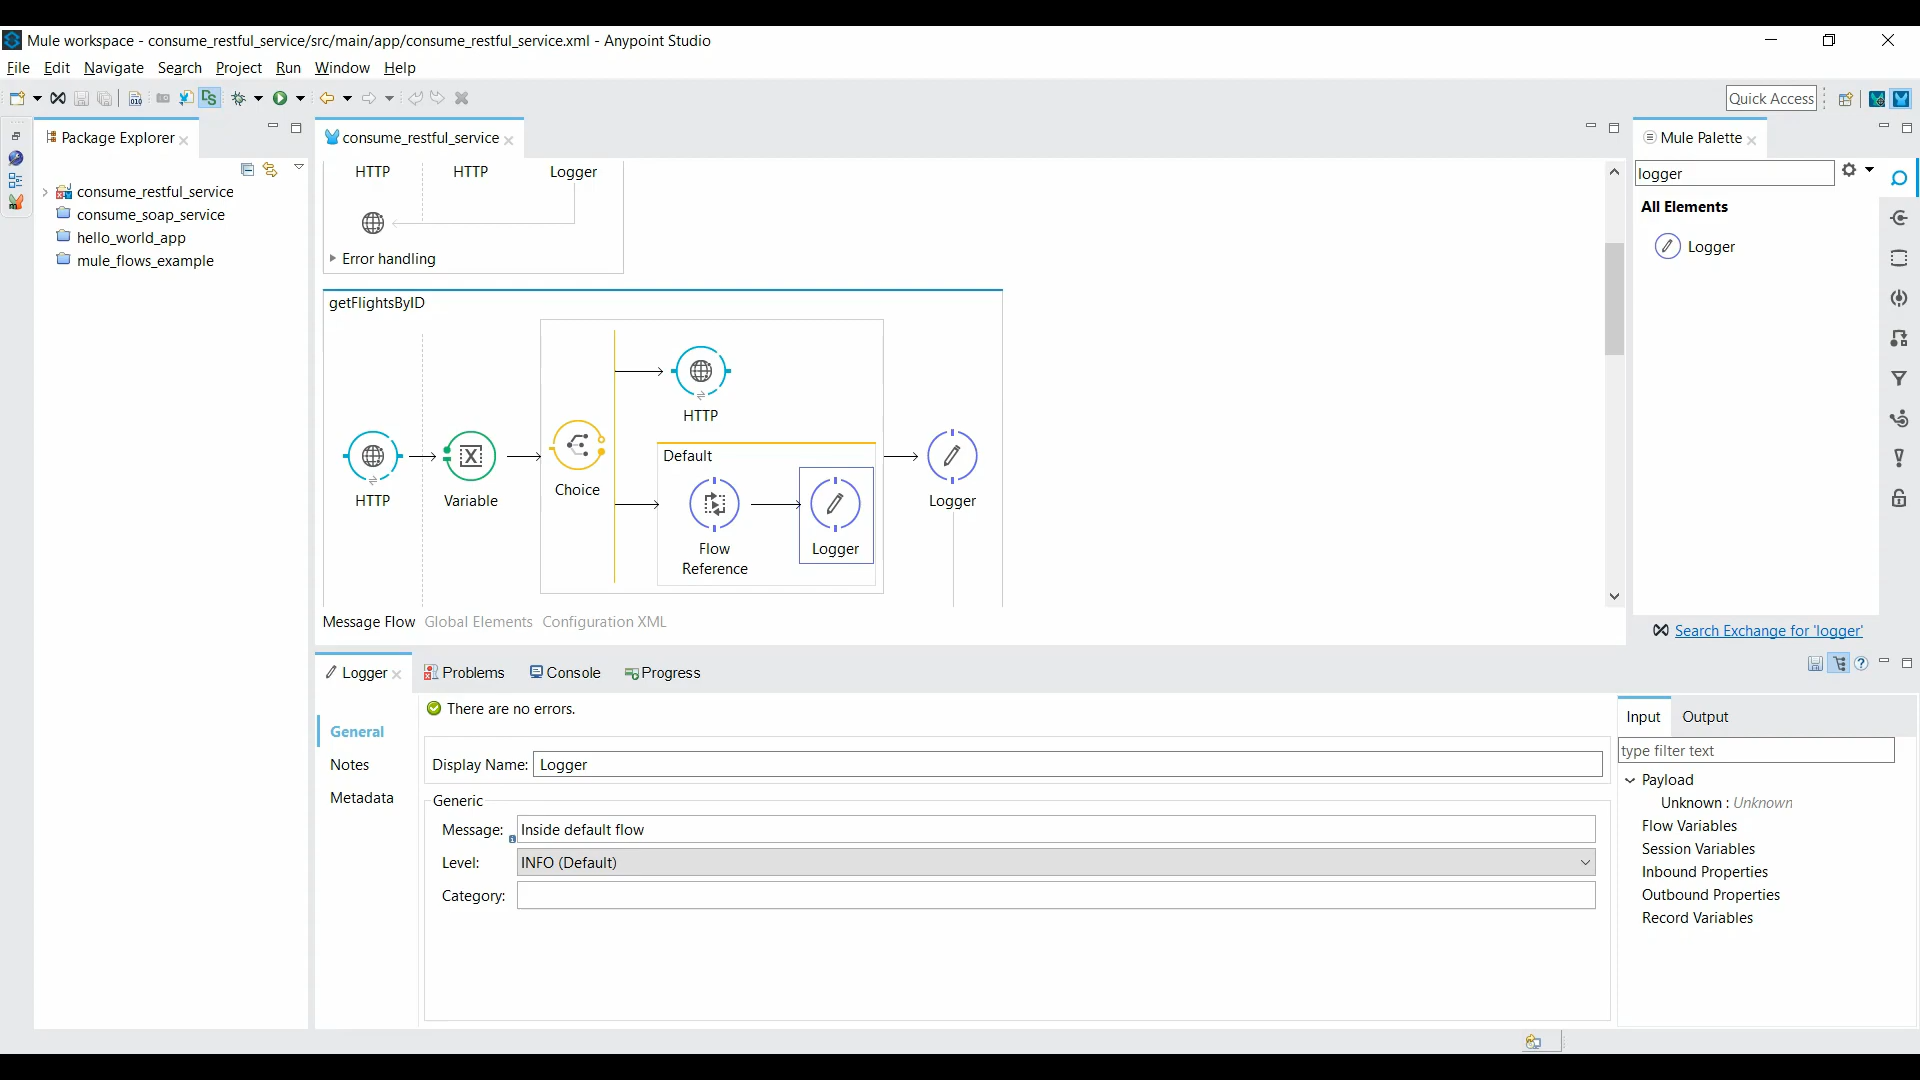 Mule workspace - consume_restful_service/src/main/app/consume_restful_service.xml - Anypoint Studio
File Edit Navigate Search Project Run Window Help
Quick Access
Package Explorer
consume_restful_service
consume_soap_service
hello_world_app
mule_flows_example
consume_restful_service
HTTP HTTP Logger
Error handling
getFlightsByID
HTTP
Default
HTTP Variable Choice Logger
Flow Reference
Logger
Message Flow Global Elements Configuration XML
Mule Palette
logger
All Elements
Logger
Search Exchange for 'logger'
Logger Problems Console Progress
General
Notes
Metadata
There are no errors.
Display Name: Logger
Generic
Message: Inside default flow
Level: INFO (Default)
Category:
Input Output
type filter text
Payload
Unknown : Unknown
Flow Variables
Session Variables
Inbound Properties
Outbound Properties
Record Variables